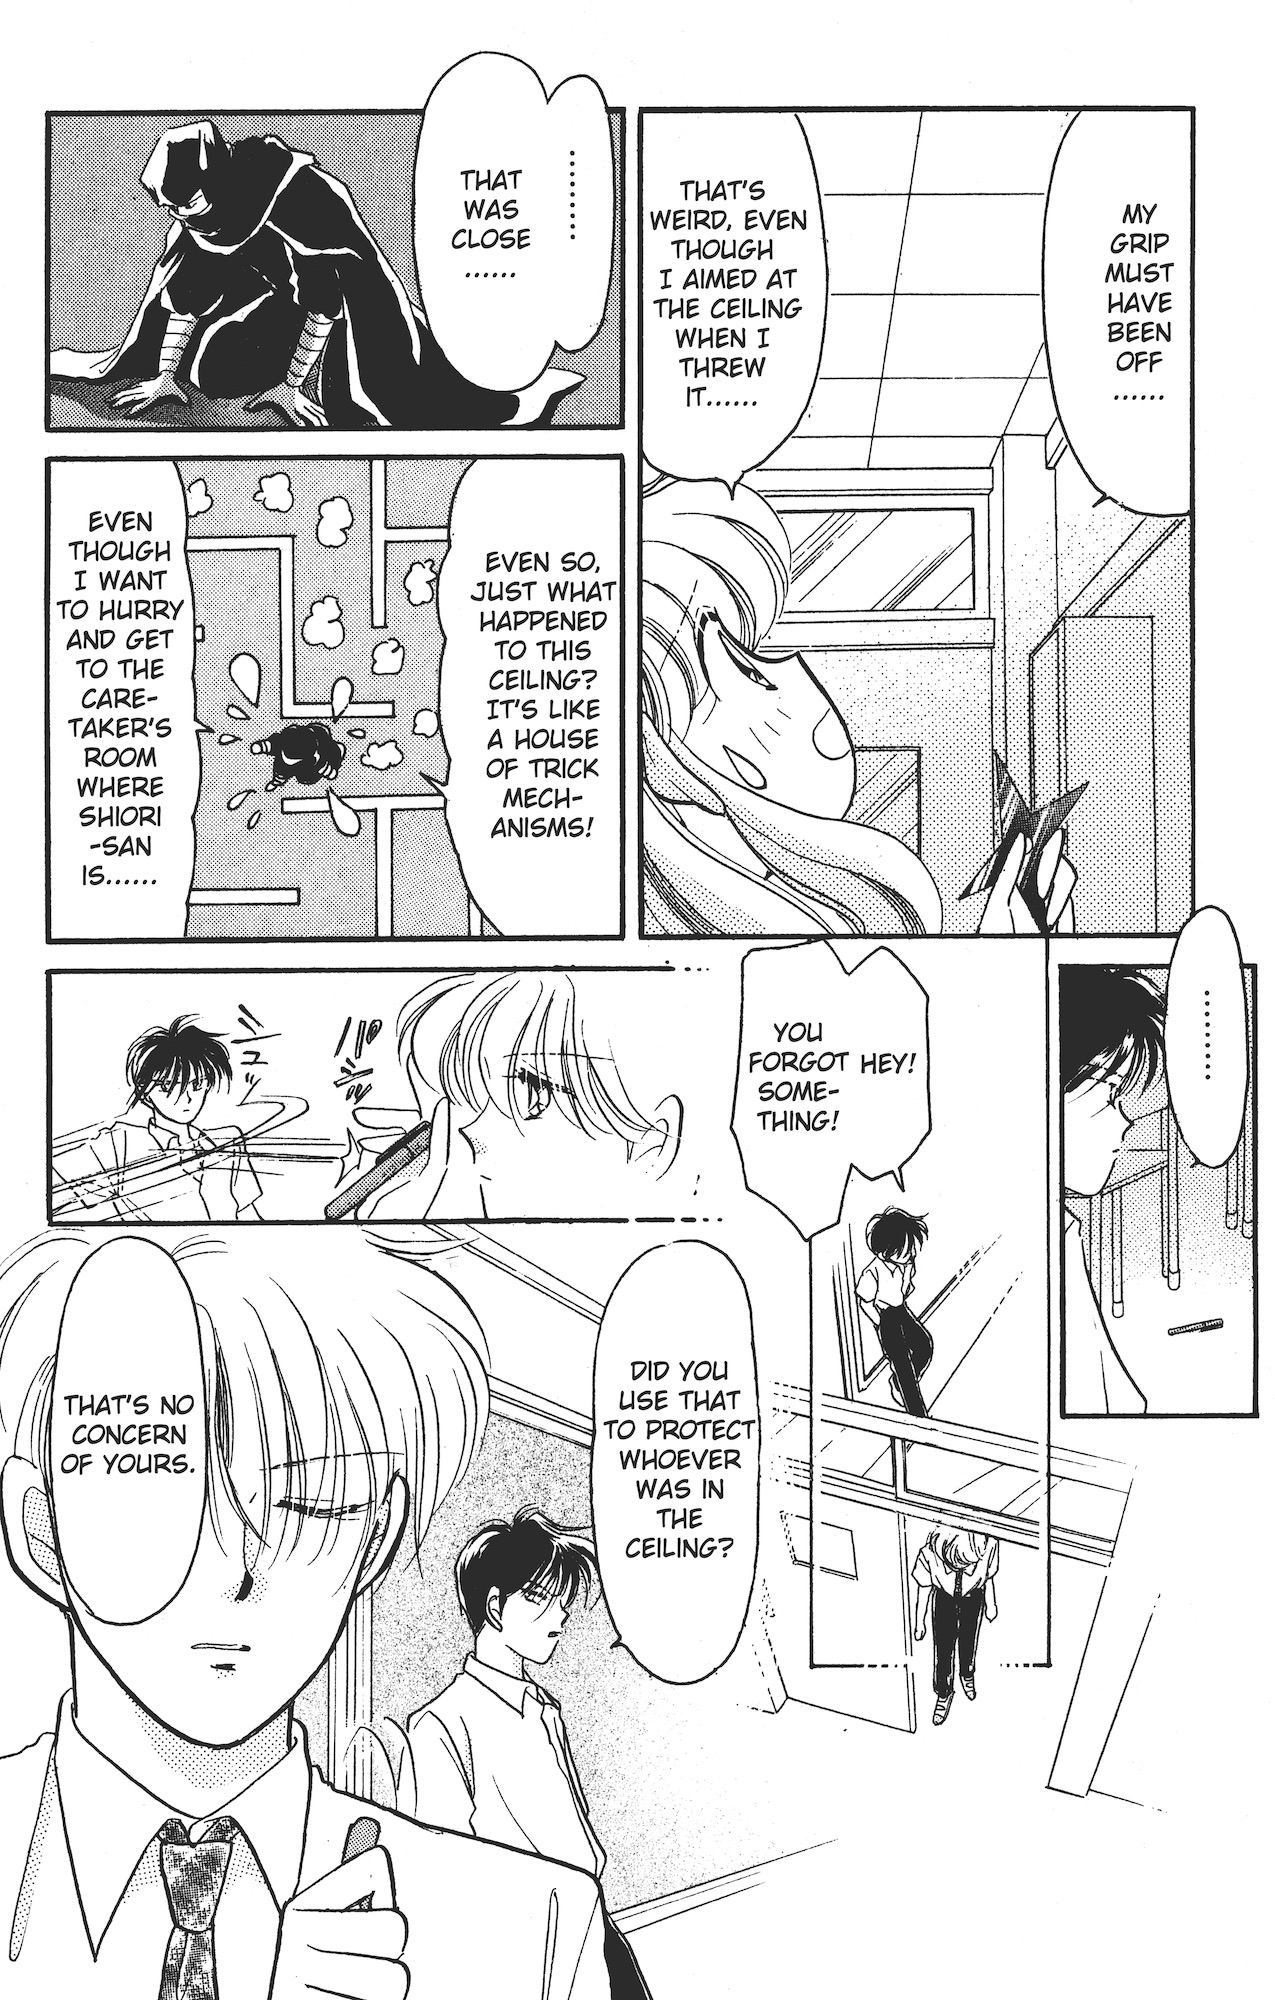 MY
GRIP
MUST
HAVE
BEEN
OFF
......
THAT'S
WEIRD, EVEN
THOUGH
I AIMED AT
THE CEILING
WHEN I
THREW
IT......
.........
THAT
WAS
CLOSE
......
EVEN SO,
JUST WHAT
HAPPENED
TO THIS
CEILING?
IT'S LIKE
A HOUSE
OF TRICK
MECH-
ANISMS!
EVEN
THOUGH
I WANT
TO HURRY
AND GET
TO THE
CARE-
TAKER'S
ROOM
WHERE
SHIORI
-SAN
IS......
.........
HEY!
YOU
FORGOT
SOME-
THING!
パシッ
DID YOU
USE THAT
TO PROTECT
WHOEVER
WAS IN
THE
CEILING?
THAT'S NO
CONCERN
OF YOURS.